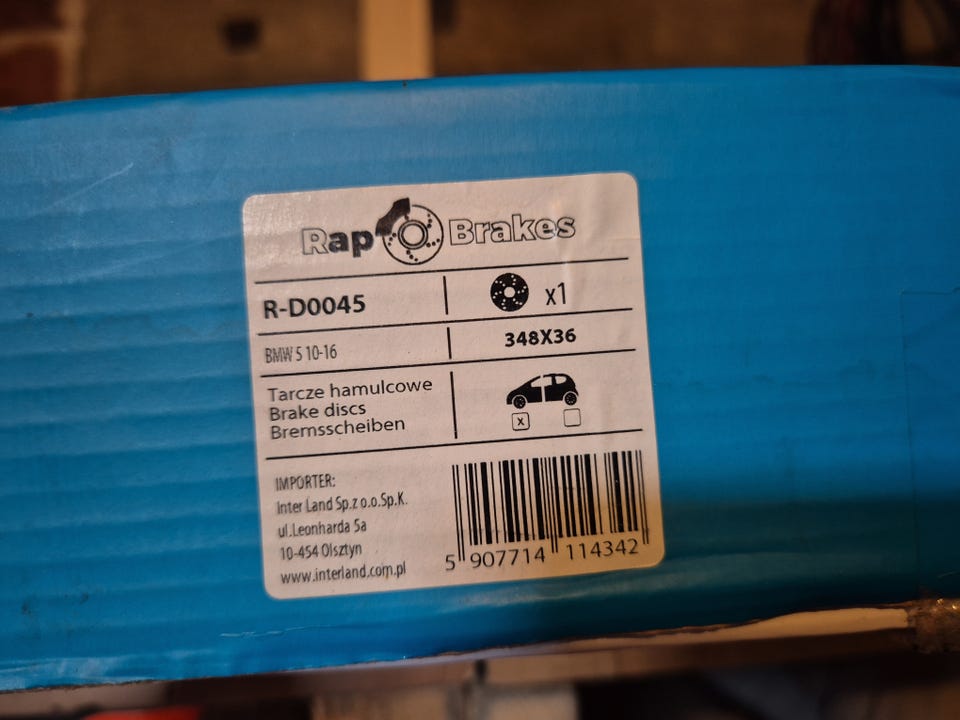 Rap Brakes
R-D0045
x1
BMW 5 10-16
348X36
Tarcze hamulcowe
Brake discs
Bremsscheiben
x
IMPORTER:
Inter Land Sp.z o.o.Sp.K.
ul.Leonharda 5a
10-454 Olsztyn
www.interland.com.pl
5 907714 114342